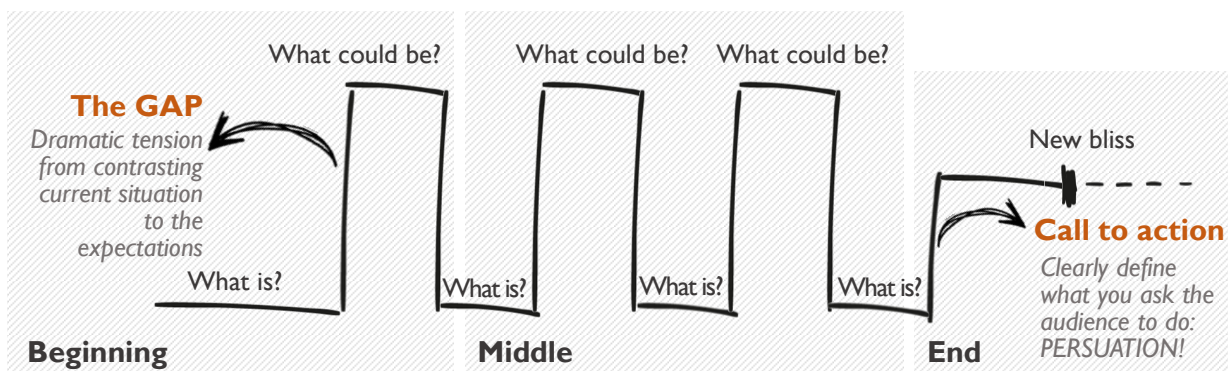 What could be?
What could be?
What could be?
The GAP
Dramatic tension
from contrasting
current situation
to the
expectations
New bliss
Call to action
What is?
What is?
What is?
What is?
Clearly define
what you ask the
audience to do:
PERSUATION!
Beginning
Middle
End